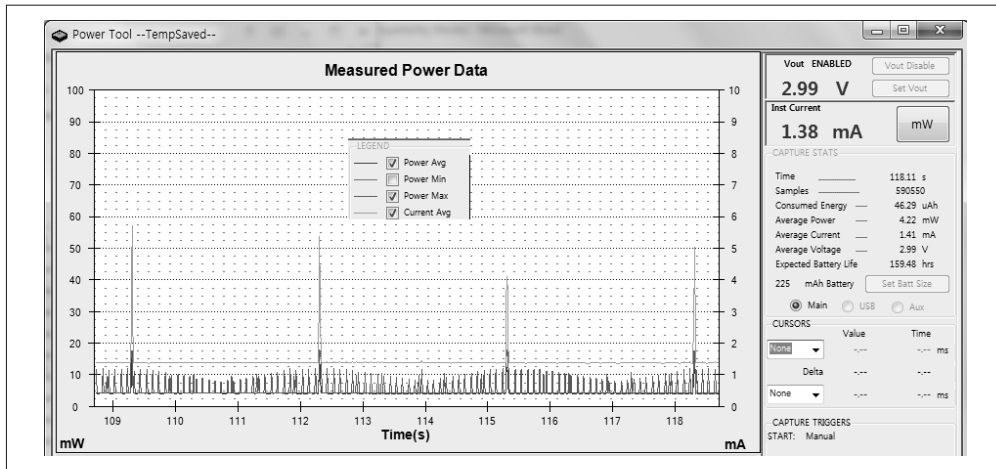 Power Tool --TempSaved--
Measured Power Data
100 10
90 9
80 8
70 7
60 6
50 5
40 4
30 3
20 2
10 1
0 0
109 110 111 112 113 114 115 116 117 118
mW Time(s) mA
LEGEND
Power Avg
Power Min
Power Max
Current Avg
Vout ENABLED Vout Disable
2.99 V Set Vout
Inst Current
1.38 mA mW
CAPTURE STATS
Time 118.11 s
Samples 590550
Consumed Energy 46.29 uAh
Average Power 4.22 mW
Average Current 1.41 mA
Average Voltage 2.99 V
Expected Battery Life 159.48 hrs
225 mAh Battery Set Batt Size
Main USB Aux
CURSORS
Value Time
None -.-- -.-- ms
Delta -.-- -.--
None -.-- -.-- ms
CAPTURE TRIGGERS
START: Manual